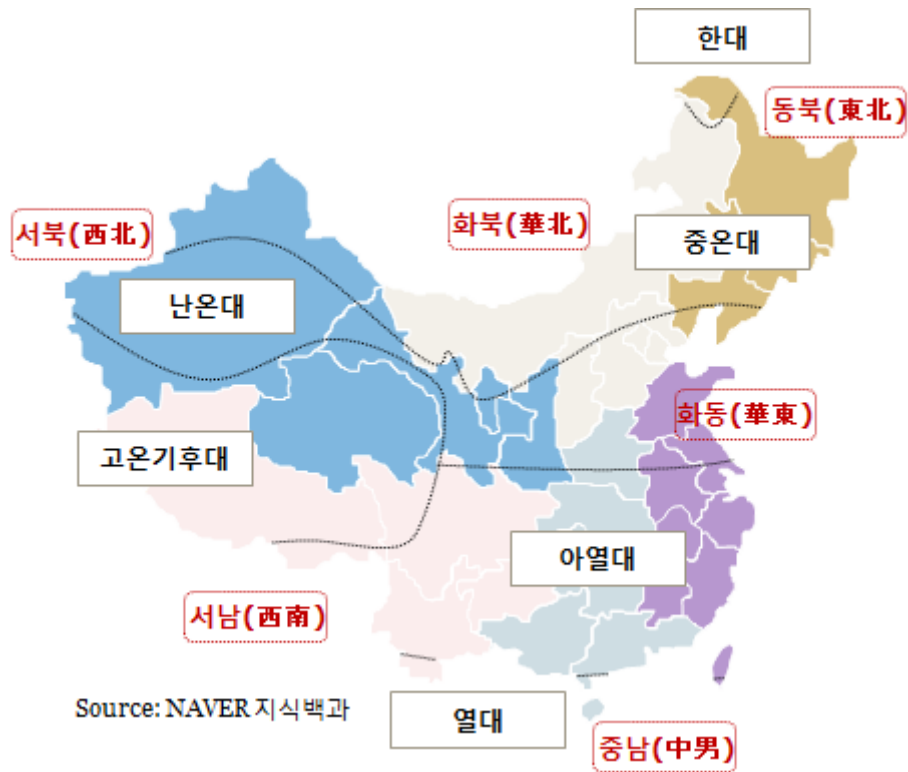 한대
동북(東北)
서북(西北)
화북(華北)
중온대
난온대
화동(華東)
고온기후대
아열대
서남(西南)
Source: NAVER 지식백과
열대
중남(中男)